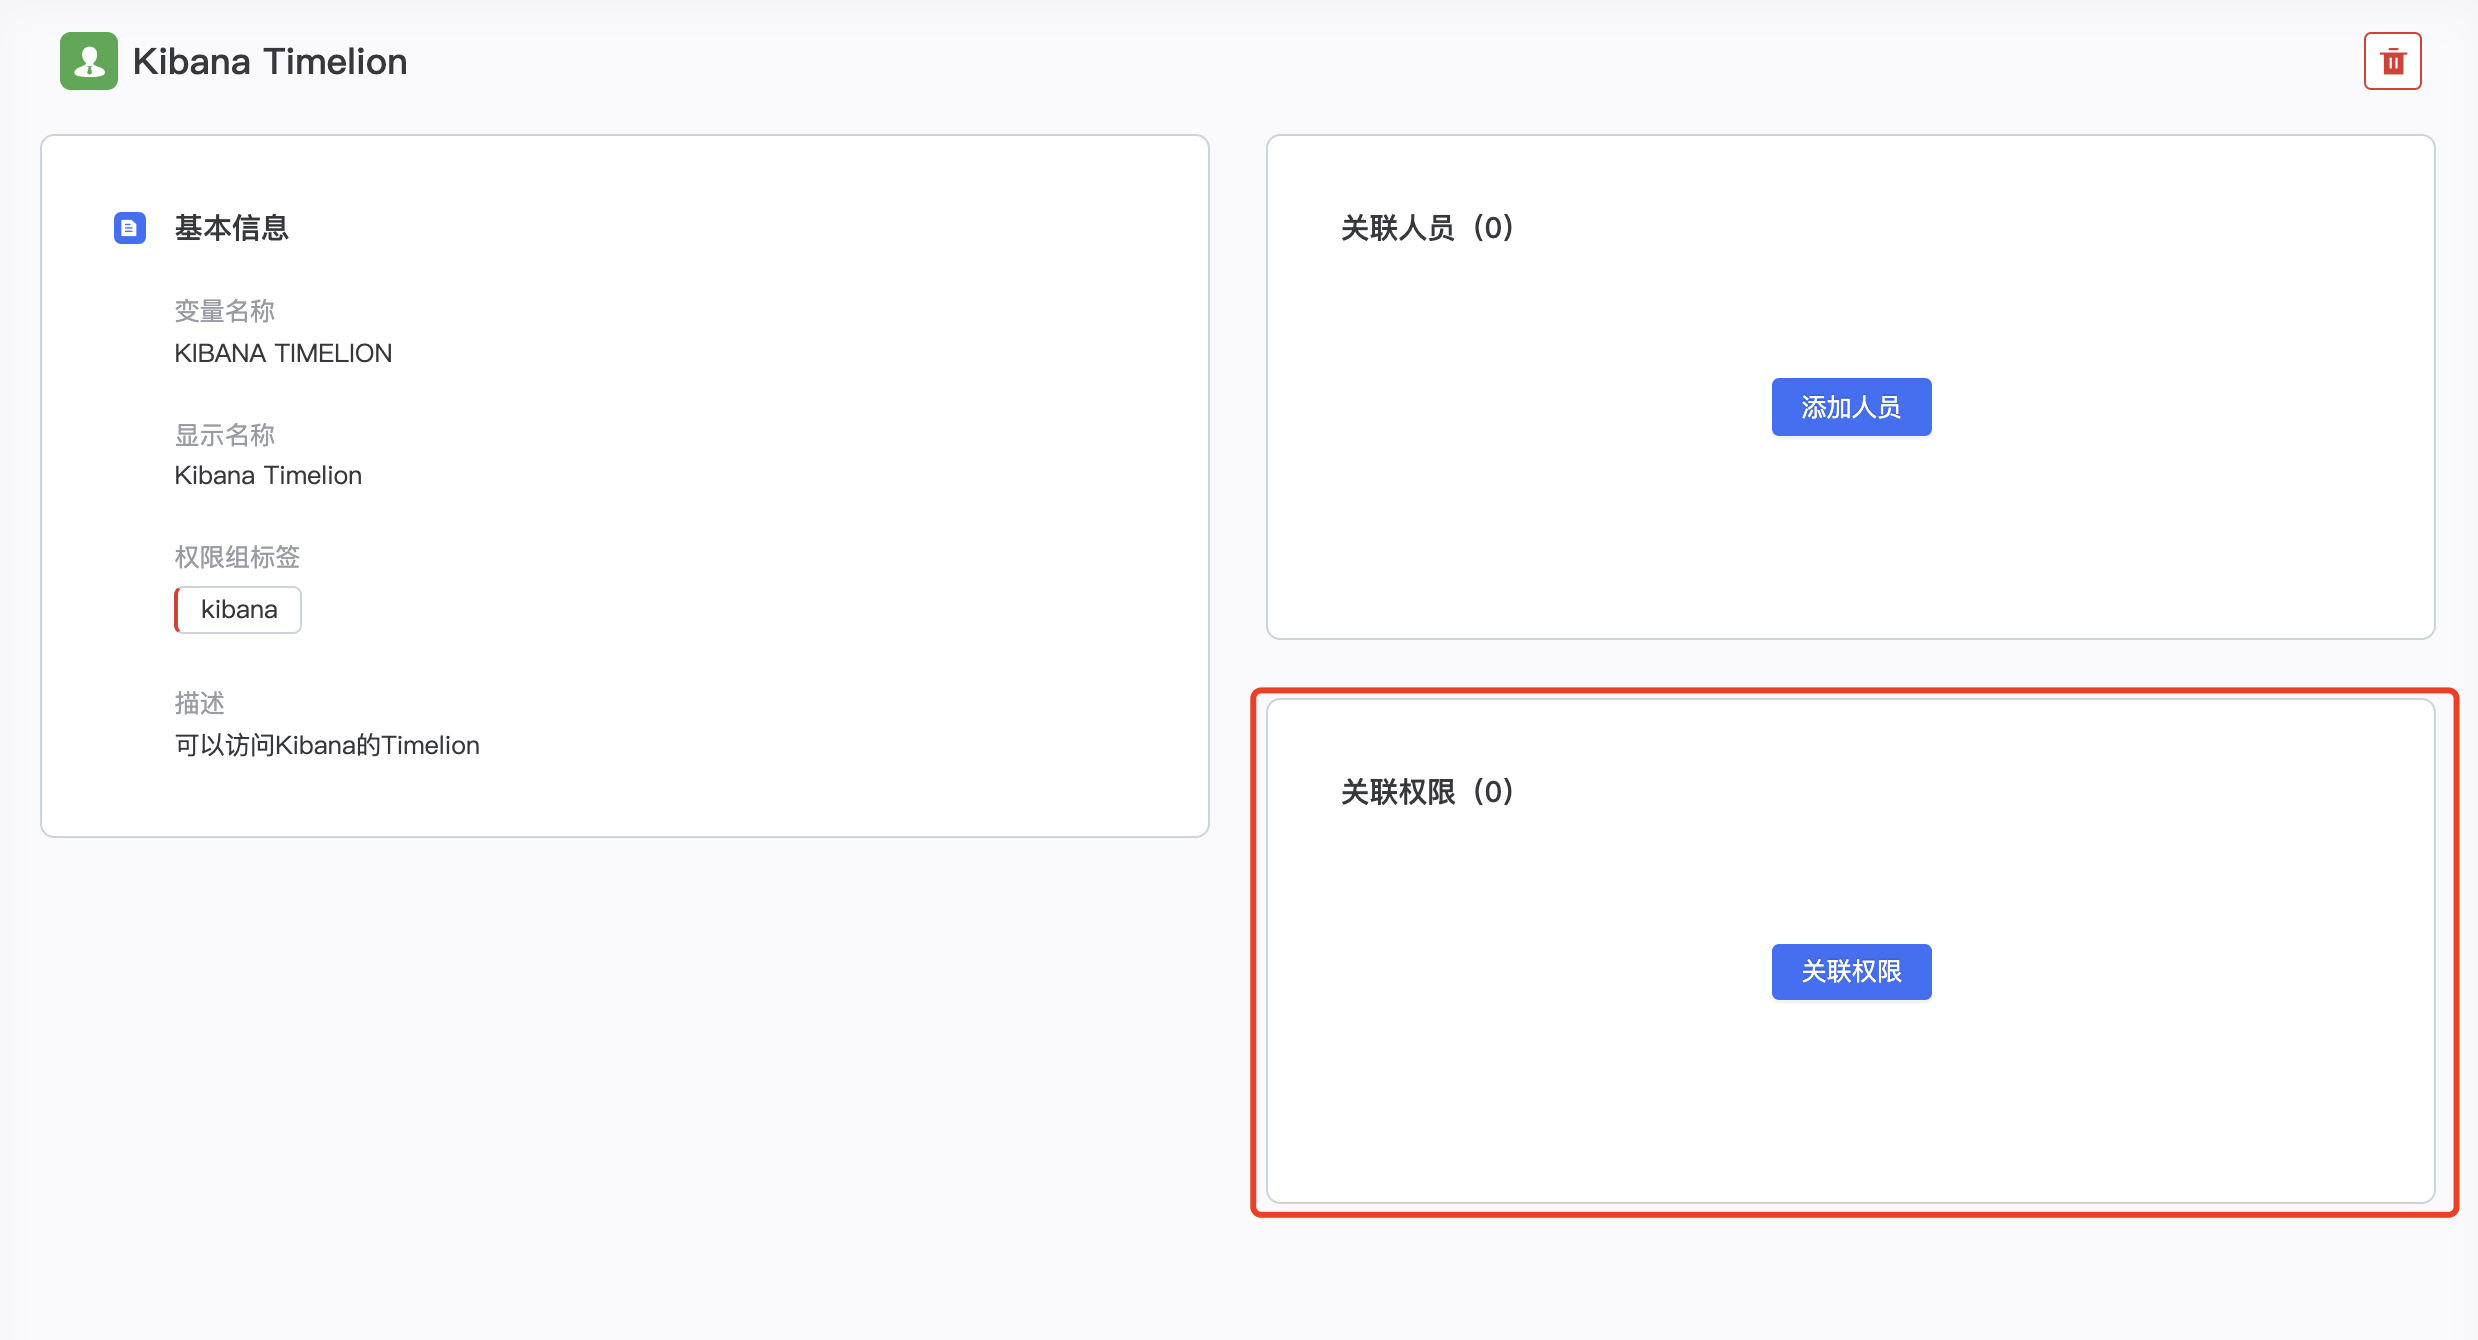 Kibana Timelion
基本信息
变量名称
KIBANA TIMELION
显示名称
Kibana Timelion
权限组标签
kibana
描述
可以访问Kibana的Timelion
关联人员（0）
添加人员
关联权限（0）
关联权限